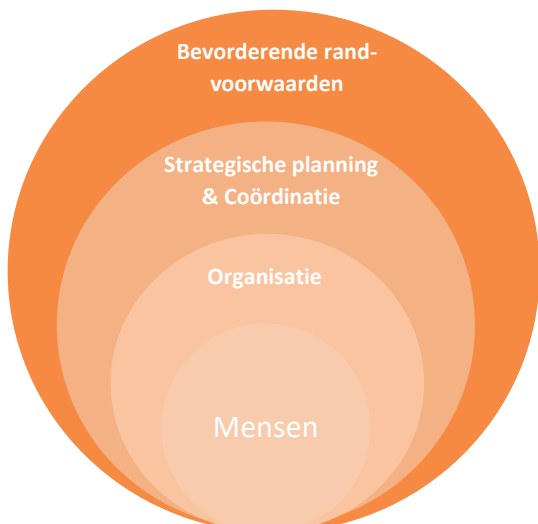 Bevorderende rand-
voorwaarden
Strategische planning
& Coördinatie
Organisatie
Mensen